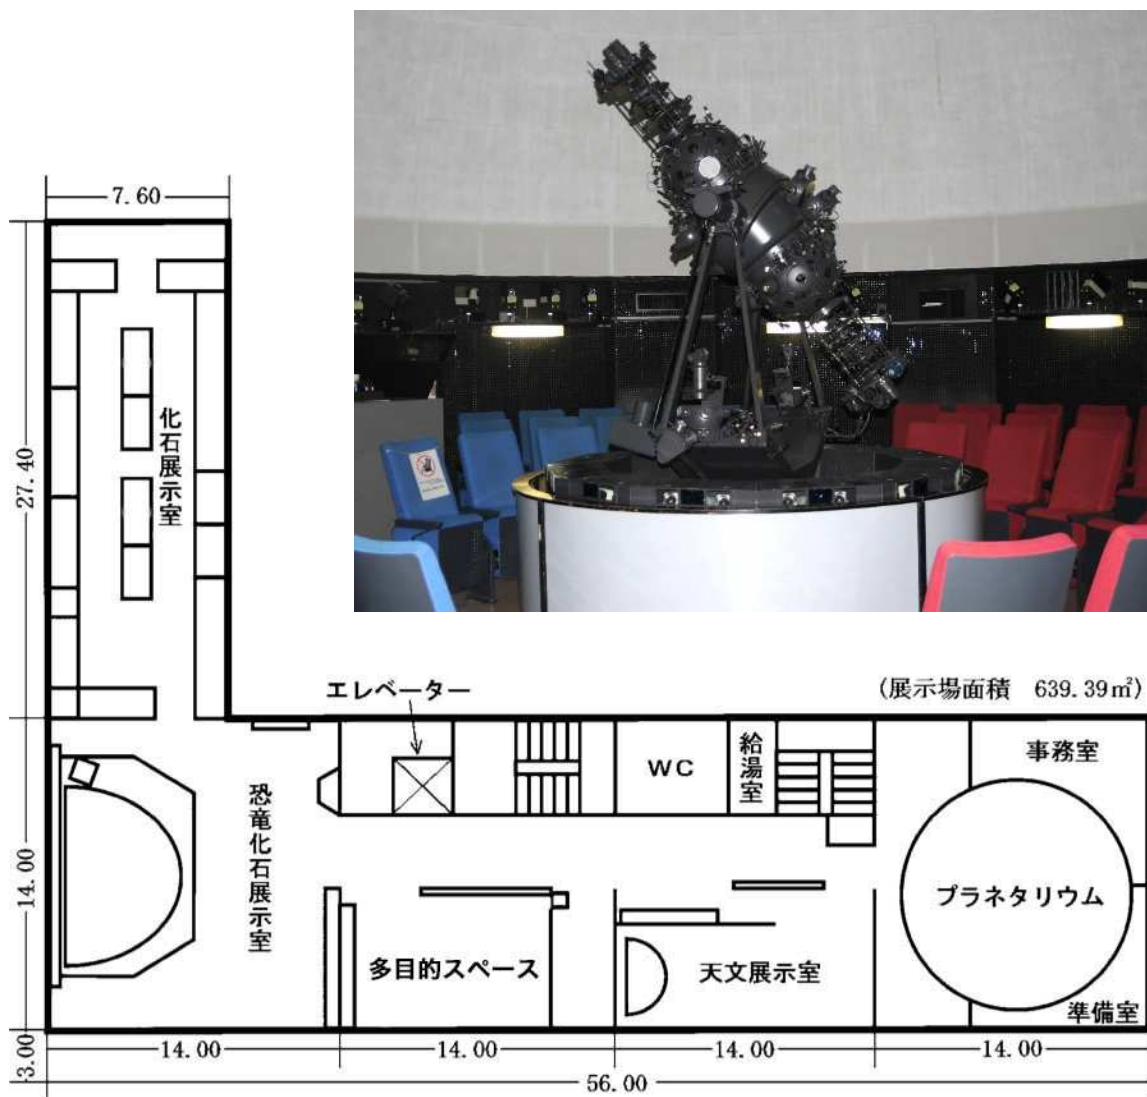 7.60
27.40
化石展示室
エレベーター
(展示場面積 639.39㎡)
恐竜化石展示室
WC
給湯室
事務室
プラネタリウム
14.00
多目的スペース
天文展示室
準備室
3.00
14.00
14.00
14.00
14.00
56.00